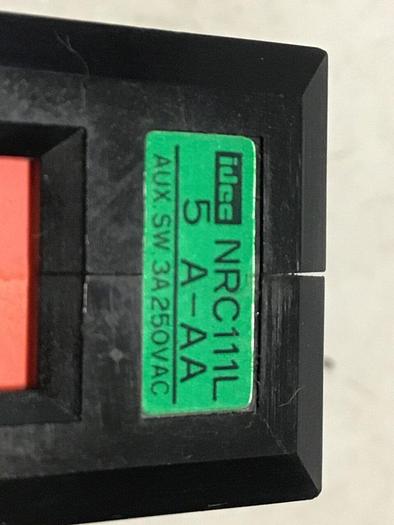 idec NRC111L
5 A-AA
AUX. SW. 3A 250VAC